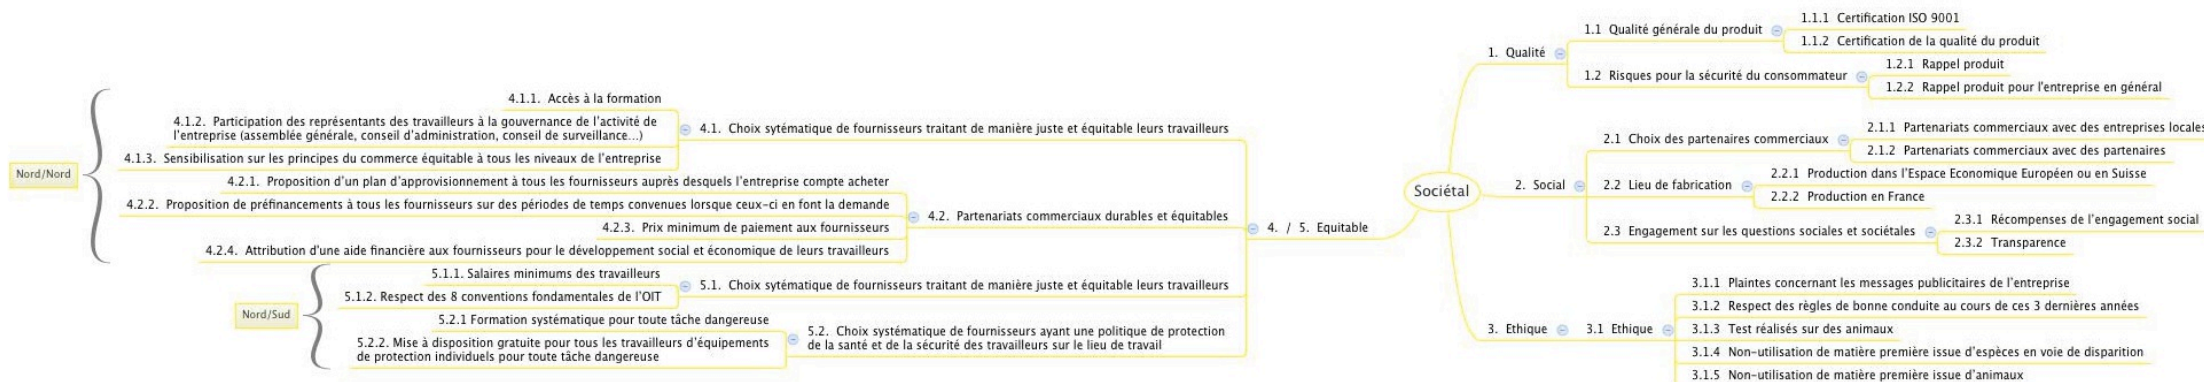 Sociétal
1. Qualité
1.1 Qualité générale du produit
1.1.1 Certification ISO 9001
1.1.2 Certification de la qualité du produit
1.2 Risques pour la sécurité du consommateur
1.2.1 Rappel produit
1.2.2 Rappel produit pour l'entreprise en général
2. Social
2.1 Choix des partenaires commerciaux
2.1.1 Partenariats commerciaux avec des entreprises locales
2.1.2 Partenariats commerciaux avec des partenaires
2.2 Lieu de fabrication
2.2.1 Production dans l'Espace Economique Européen ou en Suisse
2.2.2 Production en France
2.3 Engagement sur les questions sociales et sociétales
2.3.1 Récompenses de l'engagement social
2.3.2 Transparence
3. Ethique
3.1 Ethique
3.1.1 Plaintes concernant les messages publicitaires de l'entreprise
3.1.2 Respect des règles de bonne conduite au cours de ces 3 dernières années
3.1.3 Test réalisés sur des animaux
3.1.4 Non-utilisation de matière première issue d'espèces en voie de disparition
3.1.5 Non-utilisation de matière première issue d'animaux
4. / 5. Equitable
Nord/Nord
4.1. Choix sytématique de fournisseurs traitant de manière juste et équitable leurs travailleurs
4.1.1. Accès à la formation
4.1.2. Participation des représentants des travailleurs à la gouvernance de l'activité de
l'entreprise (assemblée générale, conseil d'administration, conseil de surveillance...)
4.1.3. Sensibilisation sur les principes du commerce équitable à tous les niveaux de l'entreprise
4.2. Partenariats commerciaux durables et équitables
4.2.1. Proposition d'un plan d'approvisionnement à tous les fournisseurs auprès desquels l'entreprise compte acheter
4.2.2. Proposition de préfinancements à tous les fournisseurs sur des périodes de temps convenues lorsque ceux-ci en font la demande
4.2.3. Prix minimum de paiement aux fournisseurs
4.2.4. Attribution d'une aide financière aux fournisseurs pour le développement social et économique de leurs travailleurs
Nord/Sud
5.1. Choix sytématique de fournisseurs traitant de manière juste et équitable leurs travailleurs
5.1.1. Salaires minimums des travailleurs
5.1.2. Respect des 8 conventions fondamentales de l'OIT
5.2. Choix systématique de fournisseurs ayant une politique de protection
de la santé et de la sécurité des travailleurs sur le lieu de travail
5.2.1 Formation systématique pour toute tâche dangereuse
5.2.2. Mise à disposition gratuite pour tous les travailleurs d'équipements
de protection individuels pour toute tâche dangereuse